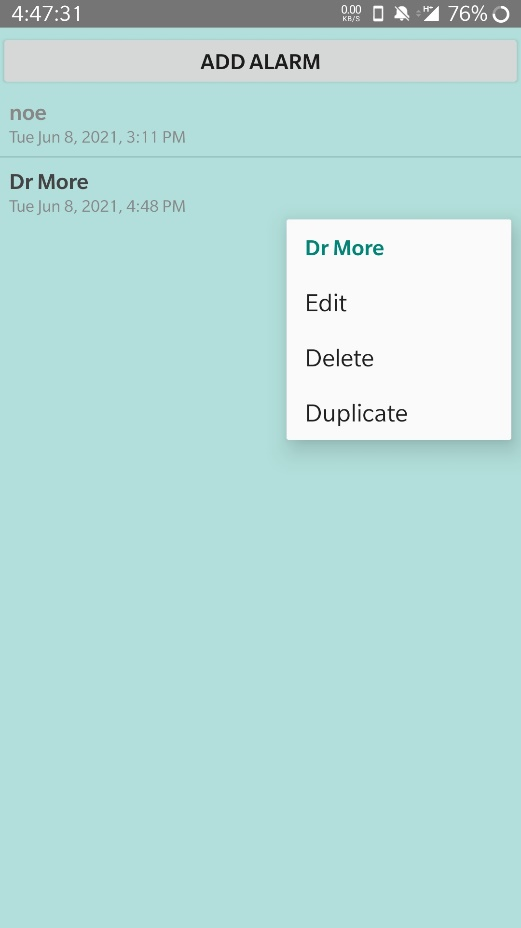 4:47:31 0.00 KB/S H+ 76%
ADD ALARM
noe
Tue Jun 8, 2021, 3:11 PM
Dr More
Tue Jun 8, 2021, 4:48 PM
Dr More
Edit
Delete
Duplicate